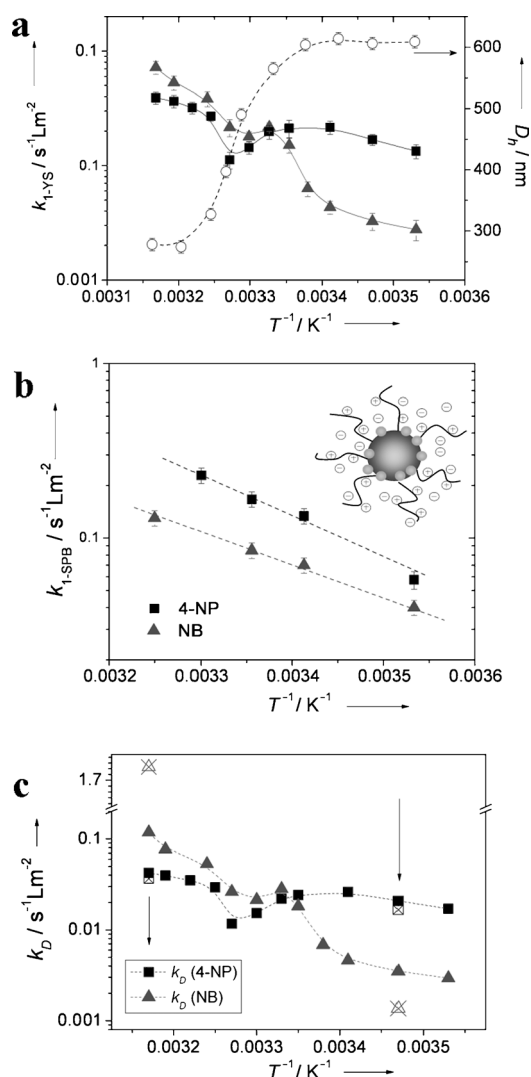 a
0.1
0.1
0.001
k1-YS / s⁻¹Lm⁻²
600
500
400
300
Dh / nm
0.0031 0.0032 0.0033 0.0034 0.0035 0.0036
T⁻¹ / K⁻¹
b
1
0.1
k1-SPB / s⁻¹Lm⁻²
4-NP
NB
0.0032 0.0033 0.0034 0.0035 0.0036
T⁻¹ / K⁻¹
c
1.7
0.1
0.01
0.001
kD / s⁻¹Lm⁻²
kD (4-NP)
kD (NB)
0.0032 0.0033 0.0034 0.0035
T⁻¹ / K⁻¹